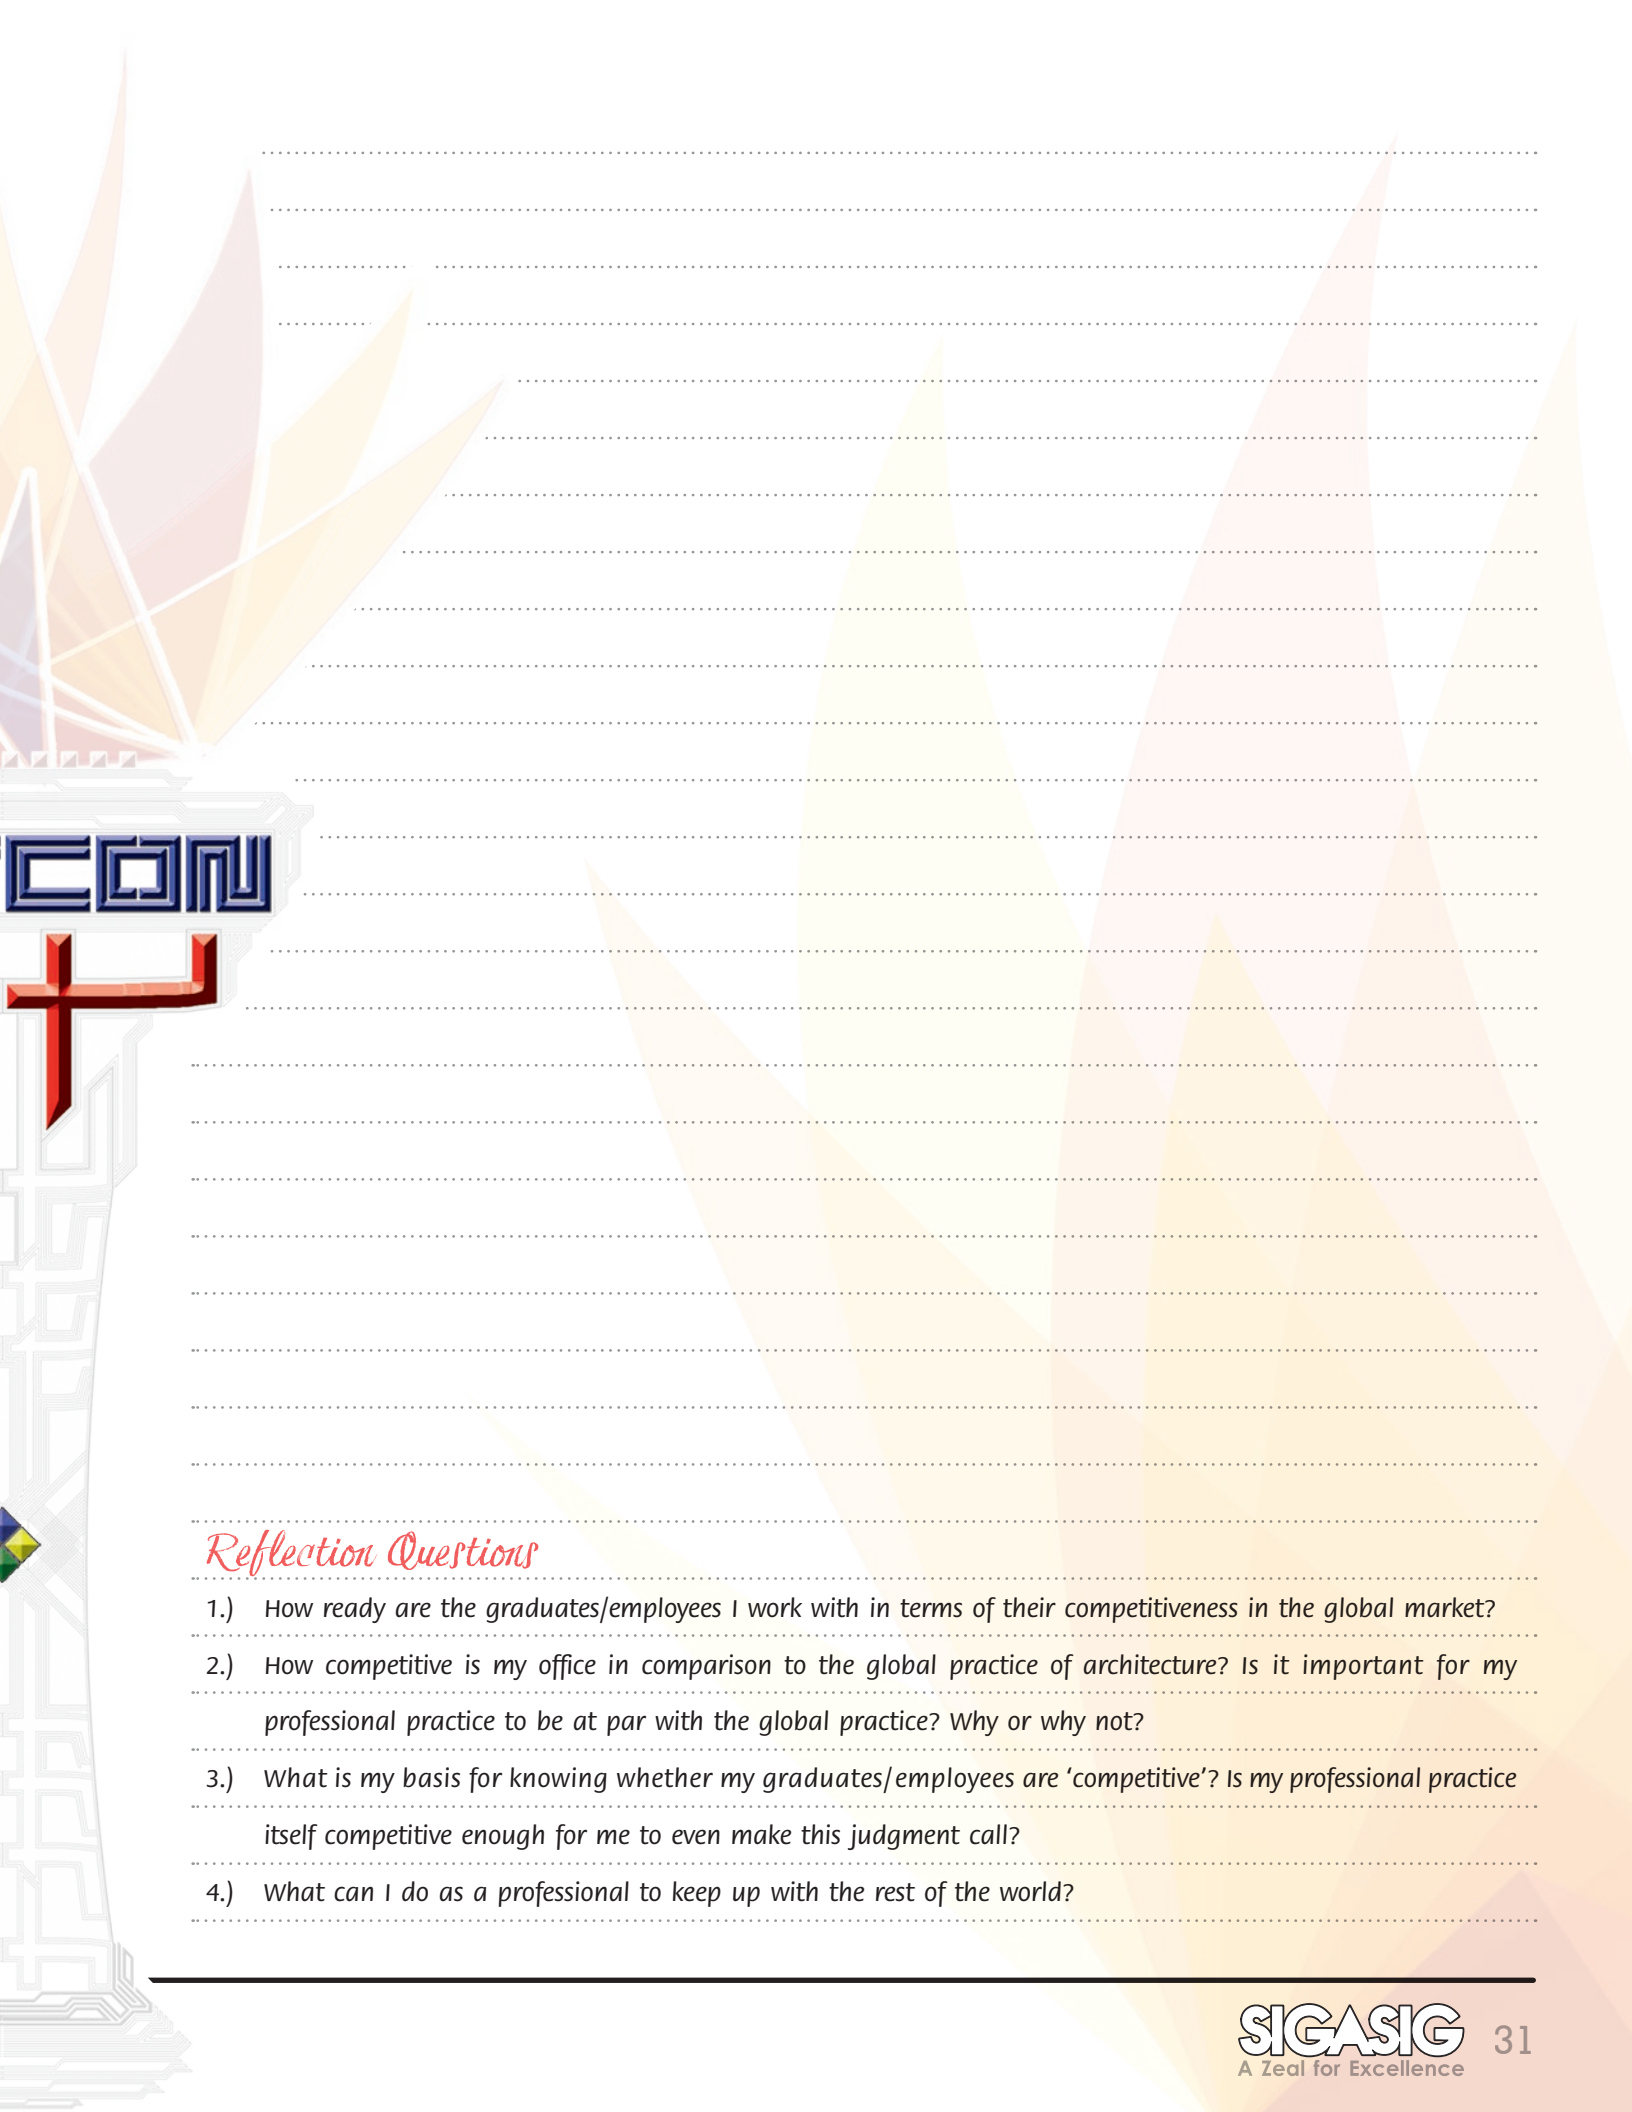 CON
Reflection Questions
1.) How ready are the graduates/employees I work with in terms of their competitiveness in the global market?
2.) How competitive is my office in comparison to the global practice of architecture? Is it important for my
professional practice to be at par with the global practice? Why or why not?
3.) What is my basis for knowing whether my graduates/employees are ‘competitive’? Is my professional practice
itself competitive enough for me to even make this judgment call?
4.) What can I do as a professional to keep up with the rest of the world?
SIGASIG 31
A Zeal for Excellence